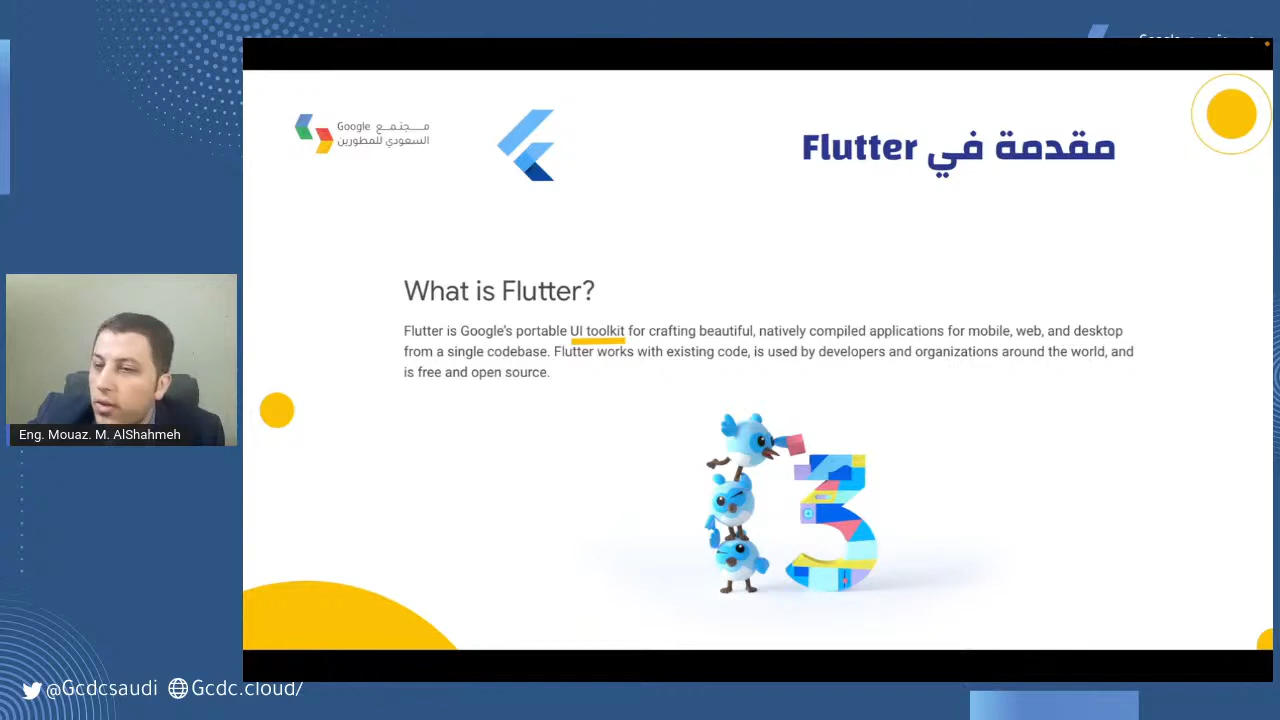 Google مجتمع
السعودي للمطورين
مقدمة في Flutter
What is Flutter?
Flutter is Google's portable UI toolkit for crafting beautiful, natively compiled applications for mobile, web, and desktop
from a single codebase. Flutter works with existing code, is used by developers and organizations around the world, and
is free and open source.
3
Eng. Mouaz. M. AlShahmeh
@Gcdcsaudi Gcdc.cloud/